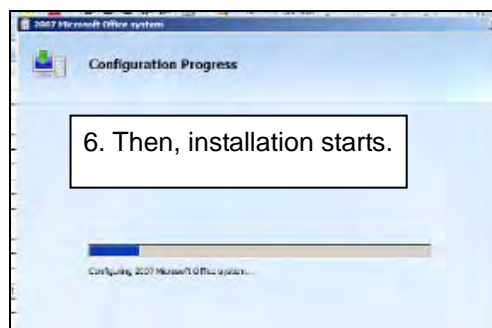 2007 Microsoft Office system
Configuration Progress
6. Then, installation starts.
Configuring 2007 Microsoft Office system...